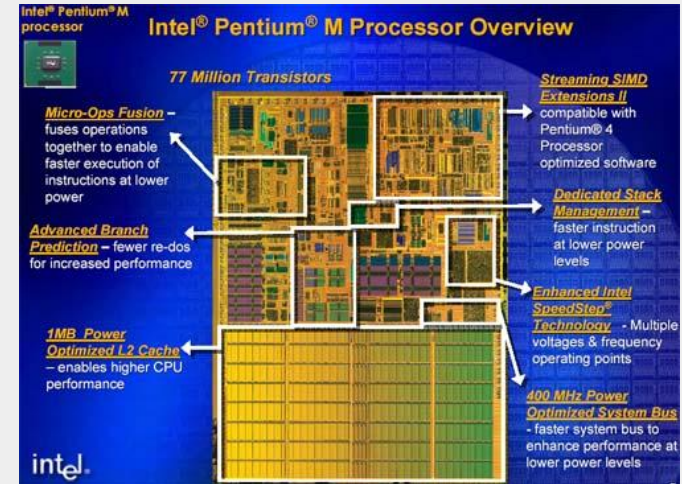 Intel® Pentium® M
processor
Intel® Pentium® M Processor Overview
77 Million Transistors
Micro-Ops Fusion –
fuses operations
together to enable
faster execution of
instructions at lower
power
Advanced Branch
Prediction – fewer re-dos
for increased performance
1MB Power
Optimized L2 Cache
– enables higher CPU
performance
Streaming SIMD
Extensions II
compatible with
Pentium® 4
Processor
optimized software
Dedicated Stack
Management –
faster instruction
at lower power
levels
Enhanced Intel
SpeedStep®
Technology - Multiple
voltages & frequency
operating points
400 MHz Power
Optimized System Bus
- faster system bus to
enhance performance at
lower power levels
intel.